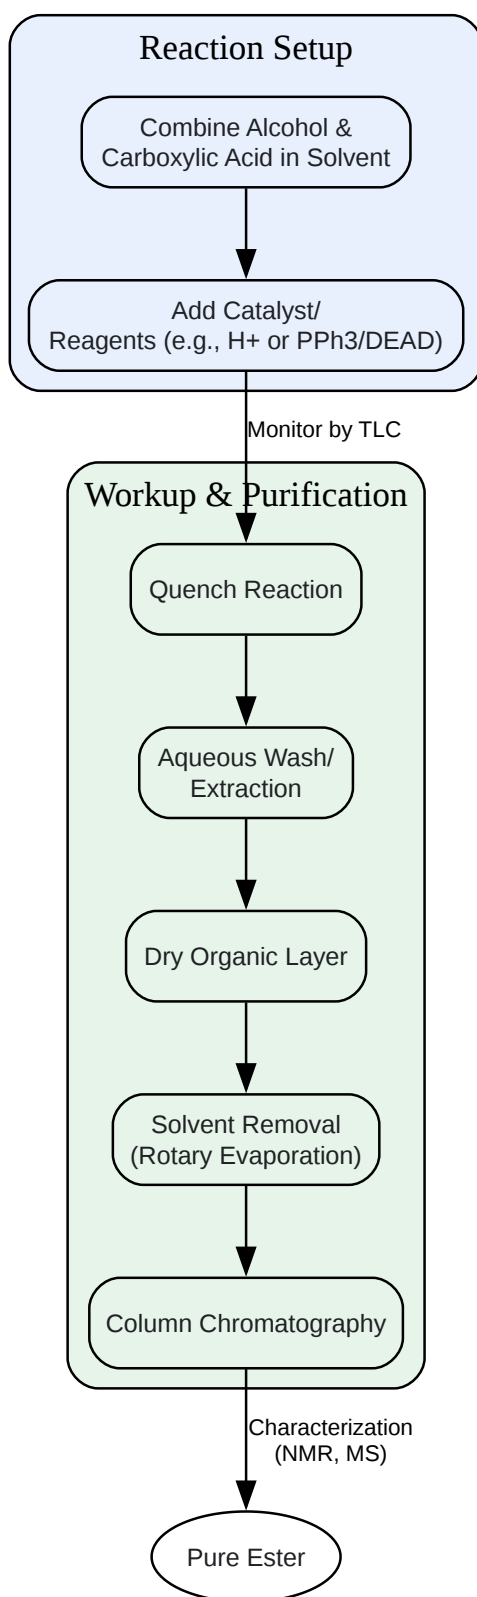 Reaction Setup
Combine Alcohol &
Carboxylic Acid in Solvent
Add Catalyst/
Reagents (e.g., H+ or PPh3/DEAD)
Monitor by TLC
Workup & Purification
Quench Reaction
Aqueous Wash/
Extraction
Dry Organic Layer
Solvent Removal
(Rotary Evaporation)
Column Chromatography
Characterization
(NMR, MS)
Pure Ester